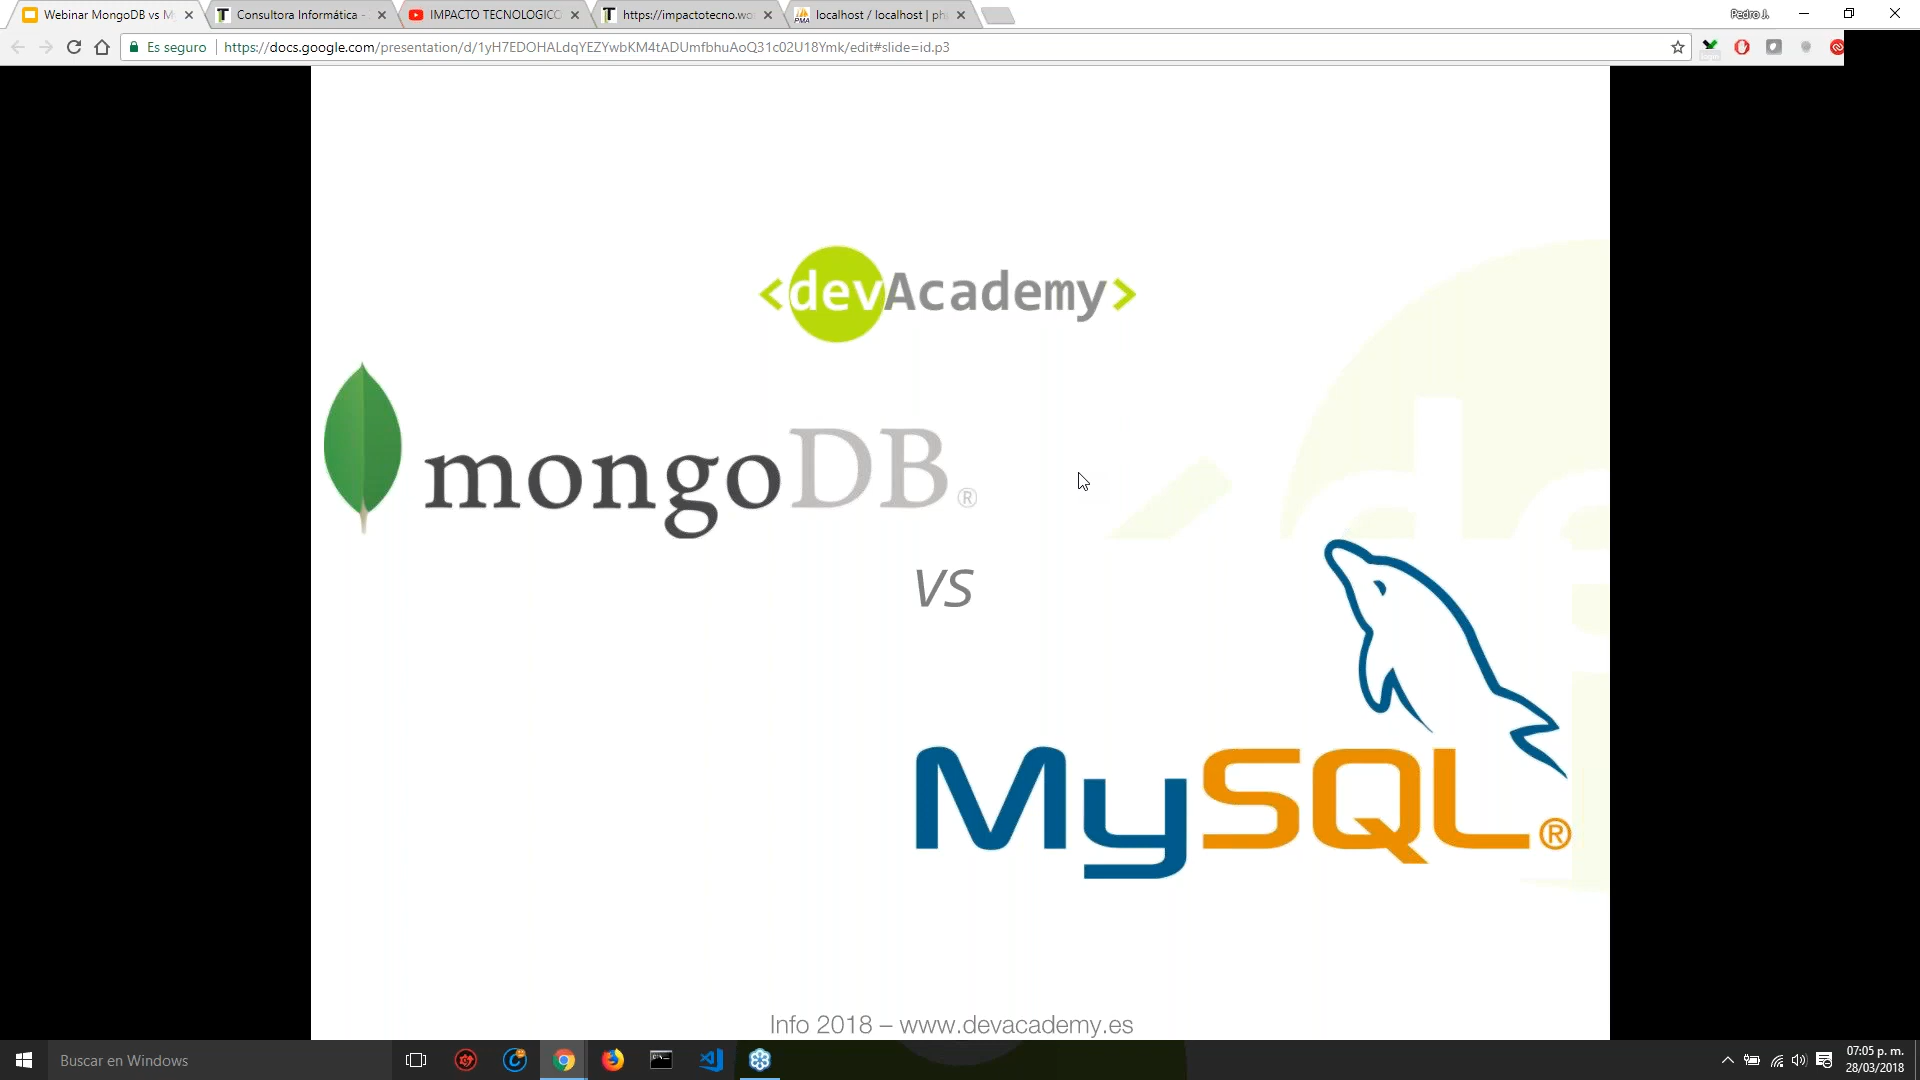 Webinar MongoDB vs M
Consultora Informática -
IMPACTO TECNOLOGICO
https://impactotecno.wo
localhost / localhost | ph
Pedro J.
Es seguro
https://docs.google.com/presentation/d/1yH7EDOHALdqYEZYwbKM4tADUmfbhuAoQ31c02U18Ymk/edit#slide=id.p3
<devAcademy>
mongoDB®
VS
MySQL®
Info 2018 – www.devacademy.es
Buscar en Windows
07:05 p. m.
28/03/2018